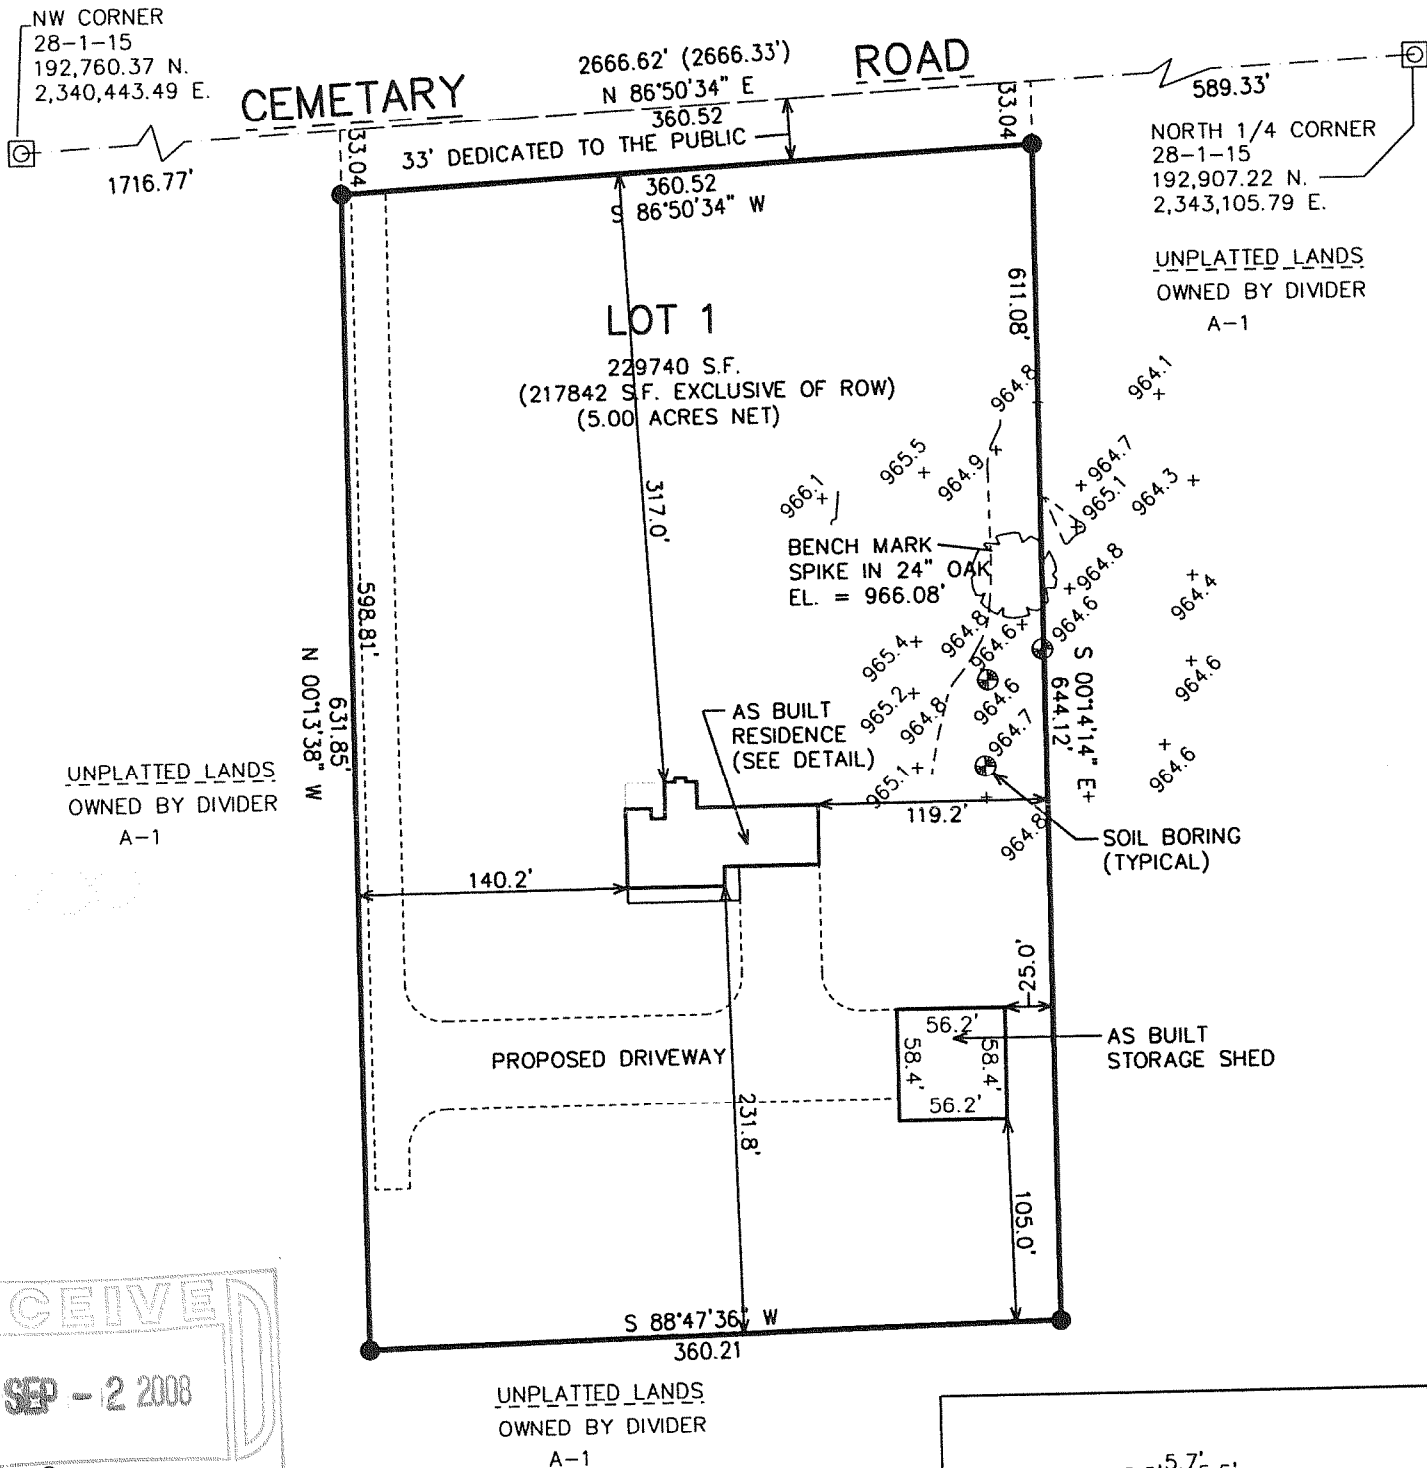 NW CORNER
28-1-15
192,760.37 N.
2,340,443.49 E.
CEMETARY ROAD
2666.62' (2666.33')
N 86°50'34" E
360.52
33' DEDICATED TO THE PUBLIC
33.04
33.04
1716.77'
589.33'
NORTH 1/4 CORNER
28-1-15
192,907.22 N.
2,343,105.79 E.
UNPLATTED LANDS
OWNED BY DIVIDER
A-1
360.52
S 86°50'34" W
611.08'
LOT 1
229740 S.F.
(217842 S.F. EXCLUSIVE OF ROW)
(5.00 ACRES NET)
317.0'
964.8
964.1
966.1
965.5
964.9
964.7
965.1
964.3
BENCH MARK
SPIKE IN 24" OAK
EL. = 966.08'
964.8
964.6
964.4
965.4
964.8
964.6
965.2
964.8
964.6
964.6
965.1
964.7
964.6
964.8
598.81'
N 00°13'38" W
631.85'
S 00°14'14" E
644.12'
AS BUILT
RESIDENCE
(SEE DETAIL)
119.2'
SOIL BORING
(TYPICAL)
UNPLATTED LANDS
OWNED BY DIVIDER
A-1
140.2'
25.0'
56.2'
58.4'
58.4'
56.2'
AS BUILT
STORAGE SHED
PROPOSED DRIVEWAY
231.8'
105.0'
S 88°47'36" W
360.21
UNPLATTED LANDS
OWNED BY DIVIDER
A-1
CEIVED
SEP - 2 2008
5.7'